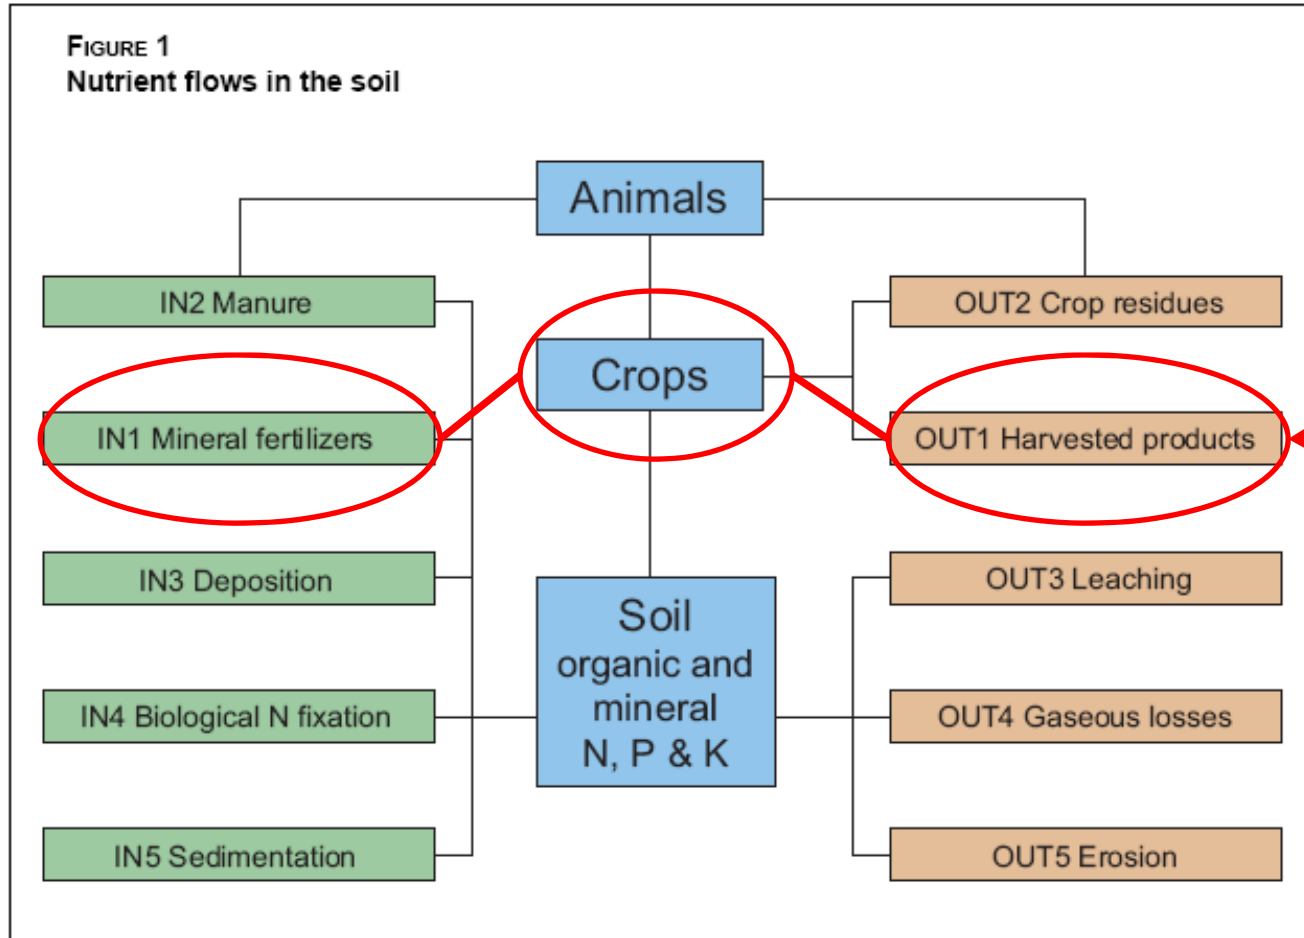 FIGURE 1
Nutrient flows in the soil
Animals
IN2 Manure
OUT2 Crop residues
Crops
IN1 Mineral fertilizers
OUT1 Harvested products
IN3 Deposition
OUT3 Leaching
Soil
organic and
mineral
N, P & K
IN4 Biological N fixation
OUT4 Gaseous losses
IN5 Sedimentation
OUT5 Erosion